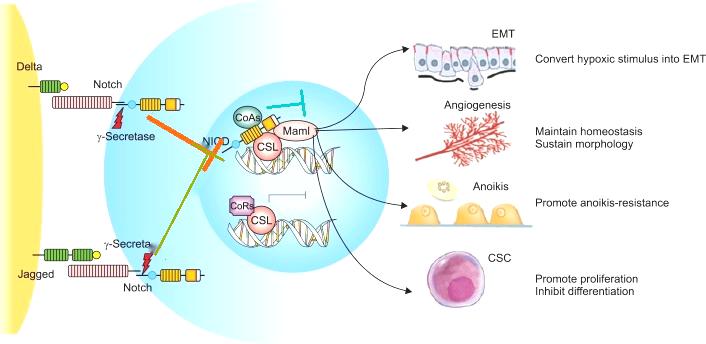 EMT
Delta
Convert hypoxic stimulus into EMT
Notch
Angiogenesis
CoAs
Maml
γ-Secretase
NICD
CSL
Maintain homeostasis
Sustain morphology
Anoikis
Promote anoikis-resistance
CoRs
CSL
γ-Secreta
CSC
Jagged
Notch
Promote proliferation
Inhibit differentiation